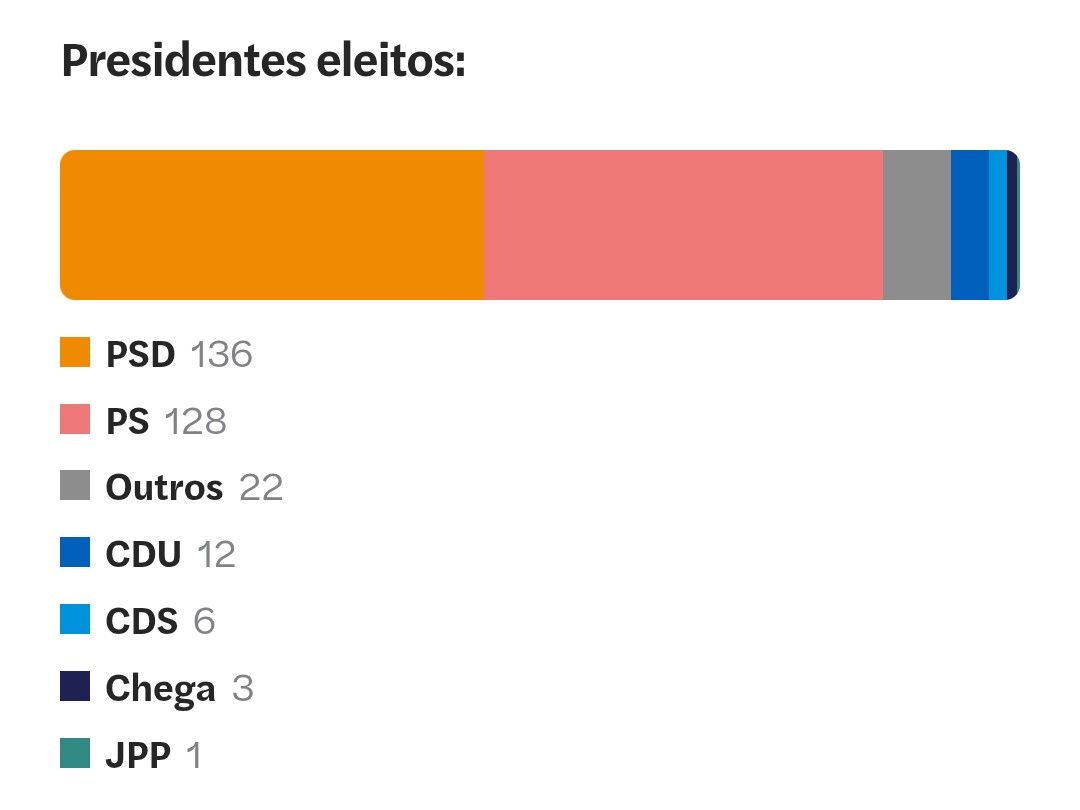 Presidentes eleitos:
PSD 136
PS 128
Outros 22
CDU 12
CDS 6
Chega 3
JPP 1